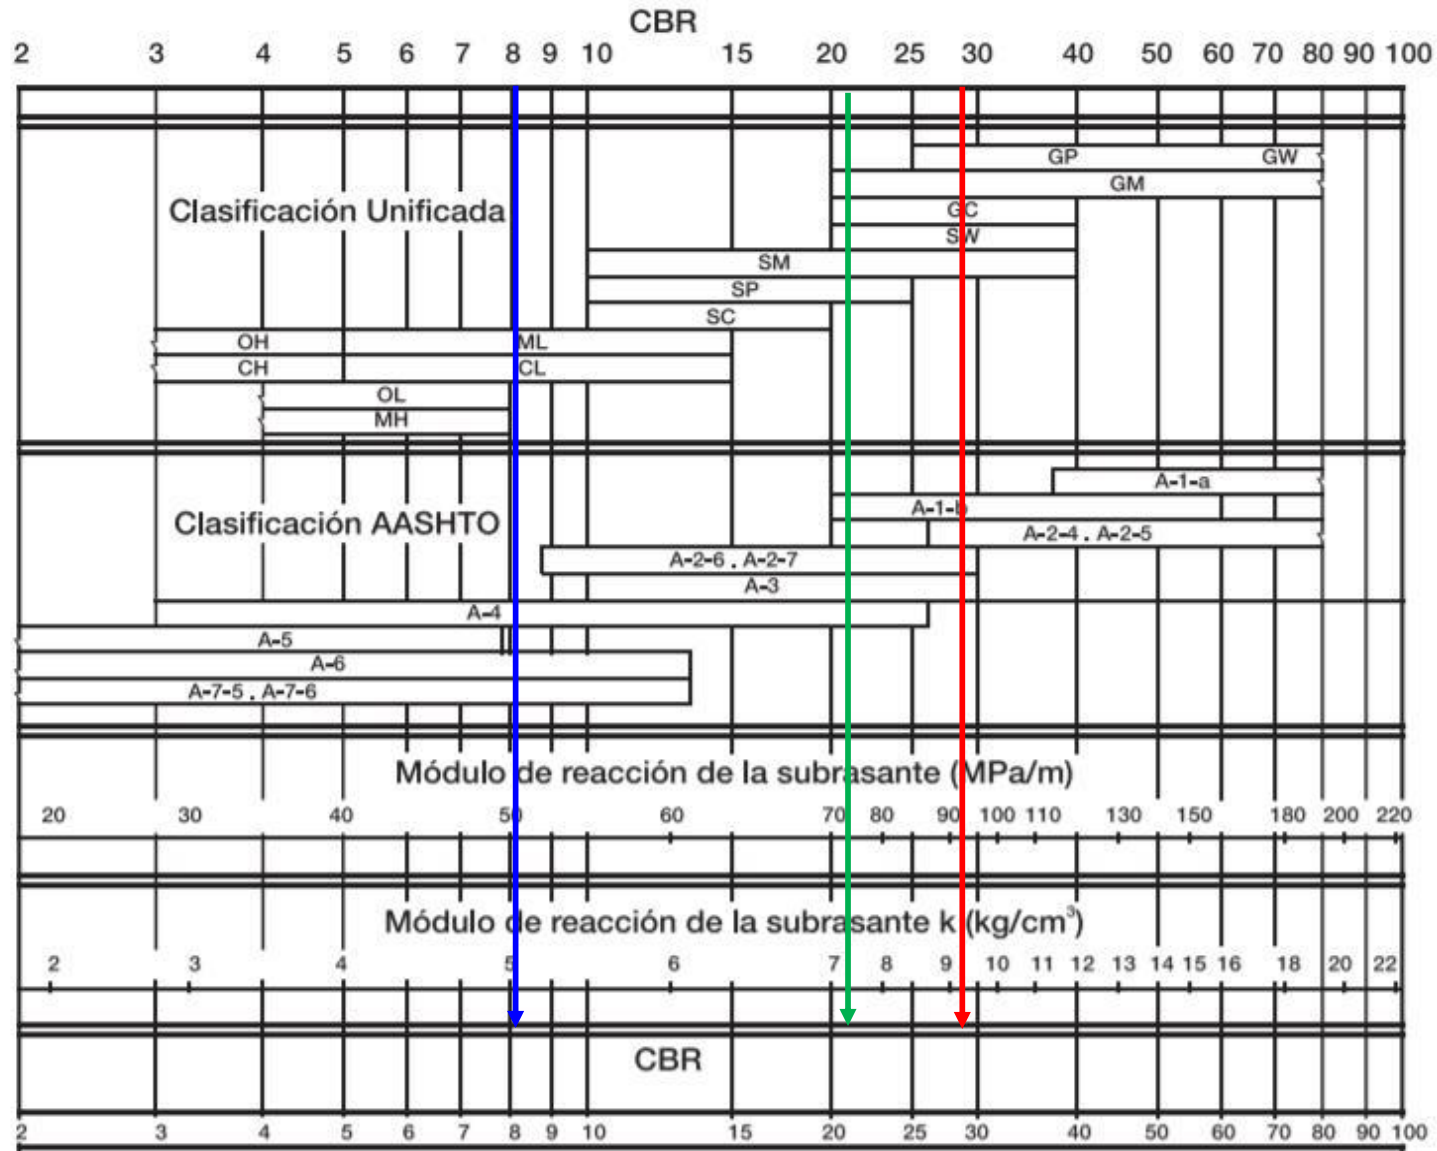 CBR
2 3 4 5 6 7 8 9 10 15 20 25 30 40 50 60 70 80 90 100
GP GW
GM
Clasificación Unificada
GC
SW
SM
SP
SC
OH ML
CH CL
OL
MH
A-1-a
A-1-b
Clasificación AASHTO
A-2-4 . A-2-5
A-2-6 . A-2-7
A-3
A-4
A-5
A-6
A-7-5 . A-7-6
Módulo de reacción de la subrasante (MPa/m)
20 30 40 50 60 70 80 90 100 110 130 150 180 200 220
Módulo de reacción de la subrasante k (kg/cm³)
2 3 4 5 6 7 8 9 10 11 12 13 14 15 16 18 20 22
CBR
2 3 4 5 6 7 8 9 10 15 20 25 30 40 50 60 70 80 90 100